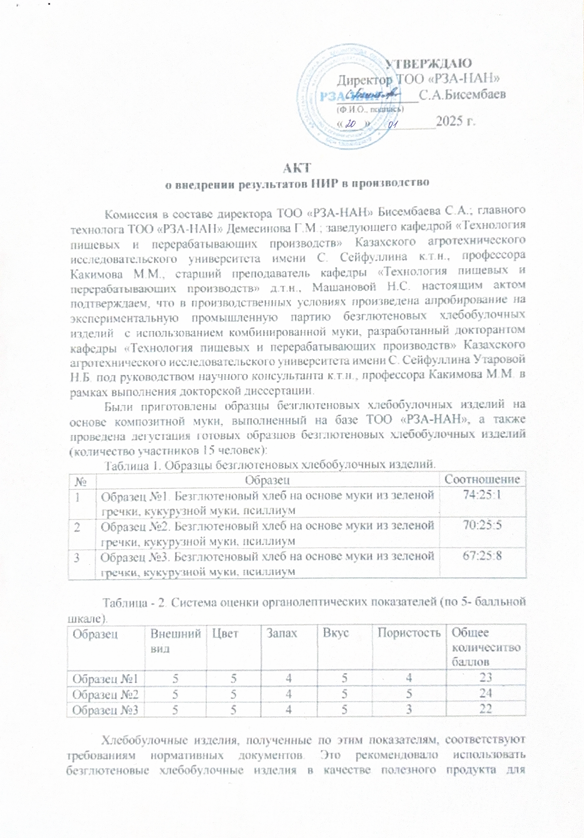 УТВЕРЖДАЮ
Директор ТОО «РЗА-НАН»
С.А.Бисембаев
(Ф.И.О., подпись)
« 20 » 01 2025 г.
РЗА-НАН
АКТ
о внедрении результатов НИР в производство
Комиссия в составе директора ТОО «РЗА-НАН» Бисембаева С.А.; главного
технолога ТОО «РЗА-НАН» Демесинова Г.М.; заведующего кафедрой «Технология
пищевых и перерабатывающих производств» Казахского агротехнического
исследовательского университета имени С. Сейфуллина к.т.н., профессора
Какимова М.М., старший преподаватель кафедры «Технология пищевых и
перерабатывающих производств» д.т.н., Машановой Н.С. настоящим актом
подтверждаем, что в производственных условиях произведена апробирование на
экспериментальную промышленную партию безглютеновых хлебобулочных
изделий с использованием комбинированной муки, разработанный докторантом
кафедры «Технология пищевых и перерабатывающих производств» Казахского
агротехнического исследовательского университета имени С. Сейфуллина Утаровой
Н.Б. под руководством научного консультанта к.т.н., профессора Какимова М.М. в
рамках выполнения докторской диссертации.
Были приготовлены образцы безглютеновых хлебобулочных изделий на
основе композитной муки, выполненный на базе ТОО «РЗА-НАН», а также
проведена дегустация готовых образцов безглютеновых хлебобулочных изделий
(количество участников 15 человек):
Таблица 1. Образцы безглютеновых хлебобулочных изделий.
№ Образец Соотношение
1 Образец №1. Безглютеновый хлеб на основе муки из зеленой 74:25:1
гречки, кукурузной муки, псиллиум
2 Образец №2. Безглютеновый хлеб на основе муки из зеленой 70:25:5
гречки, кукурузной муки, псиллиум
3 Образец №3. Безглютеновый хлеб на основе муки из зеленой 67:25:8
гречки, кукурузной муки, псиллиум
Таблица - 2. Система оценки органолептических показателей (по 5- балльной
шкале).
Образец Внешний Цвет Запах Вкус Пористость Общее
вид количеситво
баллов
Образец №1 5 5 4 5 4 23
Образец №2 5 5 4 5 5 24
Образец №3 5 5 4 5 3 22
Хлебобулочные изделия, полученные по этим показателям, соответствуют
требованиям нормативных документов. Это рекомендовало использовать
безглютеновые хлебобулочные изделия в качестве полезного продукта для